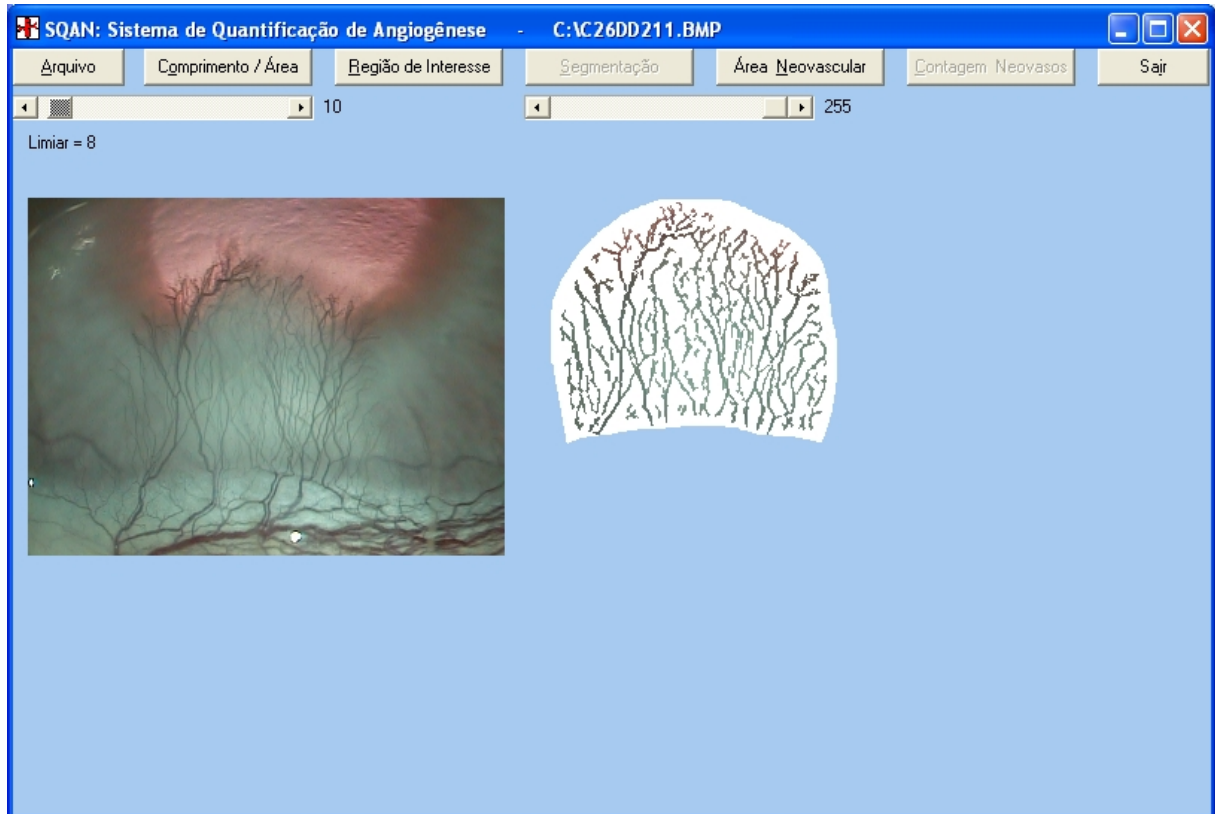 SQAN: Sistema de Quantificação de Angiogênese - C:\C26DD211.BMP
Arquivo Comprimento / Área Região de Interesse Segmentação Área Neovascular Contagem Neovasos Sair
10 255
Limiar = 8